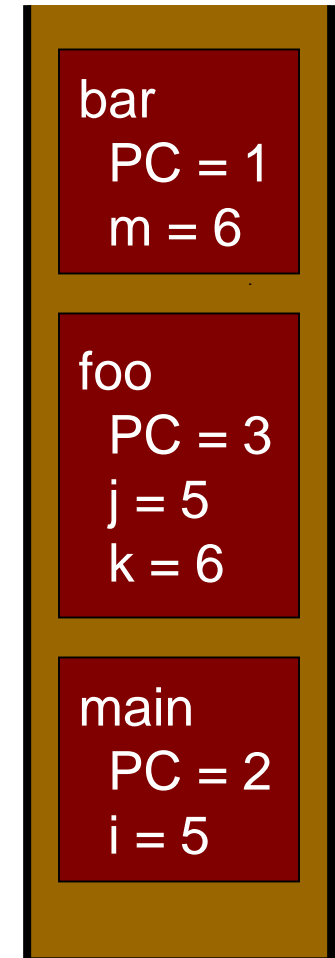 bar
PC = 1
m = 6
foo
PC = 3
j = 5
k = 6
main
PC = 2
i = 5